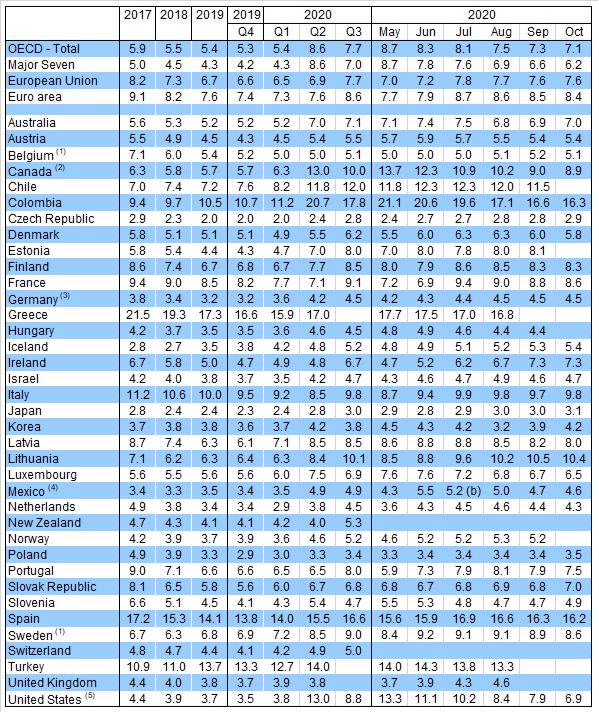 2017 2018 2019 2019 2020 2020
Q4 Q1 Q2 Q3 May Jun Jul Aug Sep Oct
OECD - Total 5.9 5.5 5.4 5.3 5.4 8.6 7.7 8.7 8.3 8.1 7.5 7.3 7.1
Major Seven 5.0 4.5 4.3 4.2 4.3 8.6 7.0 8.7 7.8 7.6 6.9 6.6 6.2
European Union 8.2 7.3 6.7 6.6 6.5 6.9 7.7 7.0 7.2 7.8 7.7 7.6 7.6
Euro area 9.1 8.2 7.6 7.4 7.3 7.6 8.6 7.7 7.9 8.7 8.6 8.5 8.4
Australia 5.6 5.3 5.2 5.2 5.2 7.0 7.1 7.1 7.4 7.5 6.8 6.9 7.0
Austria 5.5 4.9 4.5 4.3 4.5 5.4 5.5 5.7 5.9 5.7 5.5 5.4 5.4
Belgium (1) 7.1 6.0 5.4 5.2 5.0 5.0 5.1 5.0 5.0 5.0 5.1 5.2 5.1
Canada (2) 6.3 5.8 5.7 5.7 6.3 13.0 10.0 13.7 12.3 10.9 10.2 9.0 8.9
Chile 7.0 7.4 7.2 7.6 8.2 11.8 12.0 11.8 12.3 12.3 12.0 11.5
Colombia 9.4 9.7 10.5 10.7 11.2 20.7 17.8 21.1 20.6 19.6 17.1 16.6 16.3
Czech Republic 2.9 2.3 2.0 2.0 2.0 2.4 2.8 2.4 2.7 2.7 2.8 2.8 2.9
Denmark 5.8 5.1 5.1 4.9 4.9 5.5 6.2 5.5 6.0 6.3 6.3 6.0 5.8
Estonia 5.8 5.4 4.4 4.3 4.7 7.0 8.0 7.0 8.0 7.8 8.0 8.1
Finland 8.6 7.4 6.7 6.8 6.7 7.7 8.5 8.0 7.9 8.6 8.5 8.3 8.3
France 9.4 9.0 8.5 8.2 7.7 7.1 9.1 7.2 6.9 9.4 9.0 8.8 8.6
Germany (3) 3.8 3.4 3.2 3.2 3.6 4.2 4.5 4.2 4.3 4.4 4.5 4.5 4.5
Greece 21.5 19.3 17.3 16.6 15.9 17.0 17.7 17.5 17.0 16.8
Hungary 4.2 3.7 3.5 3.5 3.6 4.6 4.5 4.8 4.9 4.6 4.4 4.4
Iceland 2.8 2.7 3.5 3.8 4.2 4.8 5.2 4.8 4.9 5.1 5.2 5.3 5.4
Ireland 6.7 5.8 5.0 4.7 4.9 4.8 6.7 4.7 5.2 6.2 6.7 7.3 7.3
Israel 4.2 4.0 3.8 3.7 3.5 4.2 4.7 4.3 4.6 4.7 4.9 4.6 4.7
Italy 11.2 10.6 10.0 9.5 9.2 8.5 9.8 8.7 9.4 9.9 9.8 9.7 9.8
Japan 2.8 2.4 2.4 2.3 2.4 2.8 3.0 2.9 2.8 2.9 3.0 3.0 3.1
Korea 3.7 3.8 3.8 3.6 3.7 4.2 3.8 4.5 4.3 4.2 3.2 3.9 4.2
Latvia 8.7 7.4 6.3 6.1 7.1 8.5 8.5 8.6 8.8 8.8 8.5 8.2 8.0
Lithuania 7.1 6.2 6.3 6.4 6.3 8.4 10.1 8.5 8.8 9.6 10.2 10.5 10.4
Luxembourg 5.5 5.6 5.6 5.6 6.0 7.5 6.9 7.6 7.6 7.2 6.8 6.7 6.5
Mexico (4) 3.4 3.3 3.5 3.4 3.5 4.9 4.9 4.3 5.5 5.2 (b) 5.0 4.7 4.6
Netherlands 4.9 3.8 3.4 3.4 2.9 3.8 4.5 3.6 4.3 4.5 4.6 4.4 4.3
New Zealand 4.7 4.3 4.1 4.1 4.2 4.0 5.3
Norway 4.2 3.9 3.7 3.9 3.6 4.6 5.2 4.6 5.2 5.2 5.3 5.2
Poland 4.9 3.9 3.3 2.9 3.0 3.3 3.4 3.3 3.4 3.4 3.4 3.4 3.5
Portugal 9.0 7.1 6.6 6.6 6.5 6.5 8.0 5.9 7.3 7.9 8.1 7.9 7.5
Slovak Republic 8.1 6.5 5.8 5.6 6.0 6.7 6.8 6.8 6.7 6.8 6.9 6.8 7.0
Slovenia 6.6 5.1 4.5 4.1 4.3 5.4 4.7 5.5 5.3 4.8 4.7 4.7 4.9
Spain 17.2 15.3 14.1 13.8 14.0 15.5 16.6 15.6 15.9 16.9 16.6 16.3 16.2
Sweden (1) 6.7 6.3 6.8 6.9 7.2 8.5 9.0 8.4 9.2 9.1 9.1 8.9 8.6
Switzerland 4.8 4.7 4.4 4.1 4.2 4.9 5.0
Turkey 10.9 11.0 13.7 13.3 12.7 14.0 14.0 14.3 13.8 13.3
United Kingdom 4.4 4.0 3.8 3.7 3.9 3.8 3.7 3.9 4.3 4.6
United States (5) 4.4 3.9 3.7 3.5 3.8 13.0 8.8 13.3 11.1 10.2 8.4 7.9 6.9